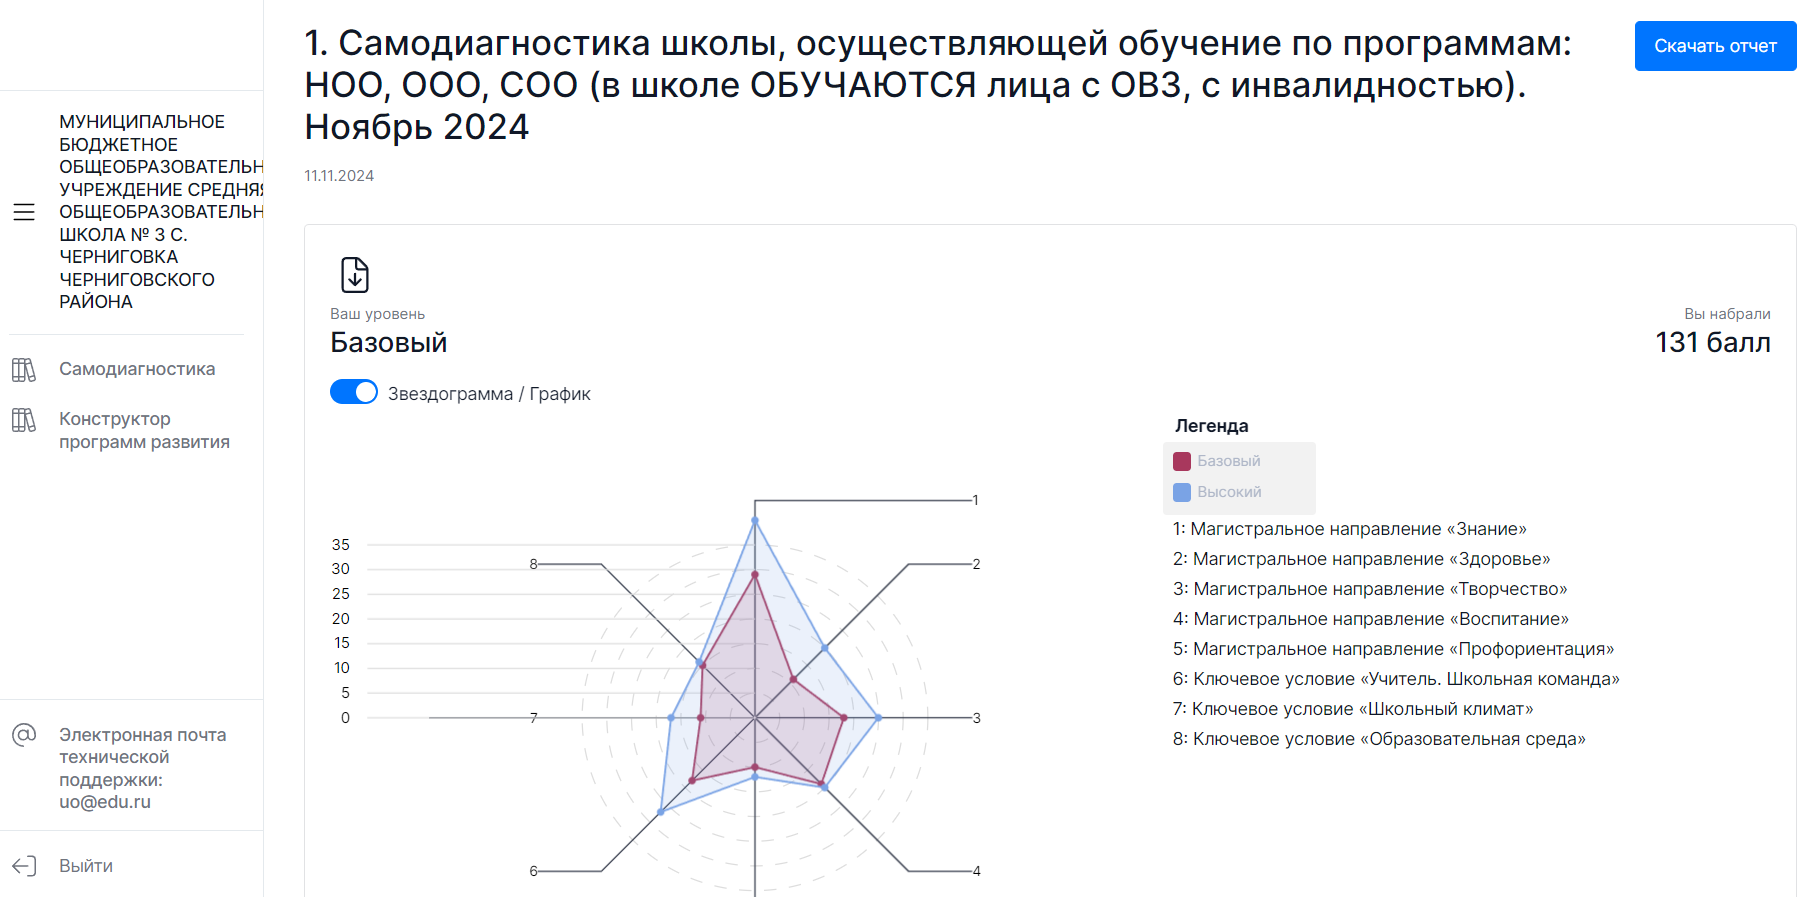 1. Самодиагностика школы, осуществляющей обучение по программам:
НОО, ООО, СОО (в школе ОБУЧАЮТСЯ лица с ОВЗ, с инвалидностью).
Ноябрь 2024
Скачать отчет
11.11.2024
МУНИЦИПАЛЬНОЕ
БЮДЖЕТНОЕ
ОБЩЕОБРАЗОВАТЕЛЬН
УЧРЕЖДЕНИЕ СРЕДНЯЯ
ОБЩЕОБРАЗОВАТЕЛЬН
ШКОЛА № 3 С.
ЧЕРНИГОВКА
ЧЕРНИГОВСКОГО
РАЙОНА
Самодиагностика
Конструктор
программ развития
Электронная почта
технической
поддержки:
uo@edu.ru
Выйти
Ваш уровень
Базовый
Вы набрали
131 балл
Звездограмма / График
35
30
25
20
15
10
5
0
1
2
3
4
6
7
8
Легенда
Базовый
Высокий
1: Магистральное направление «Знание»
2: Магистральное направление «Здоровье»
3: Магистральное направление «Творчество»
4: Магистральное направление «Воспитание»
5: Магистральное направление «Профориентация»
6: Ключевое условие «Учитель. Школьная команда»
7: Ключевое условие «Школьный климат»
8: Ключевое условие «Образовательная среда»